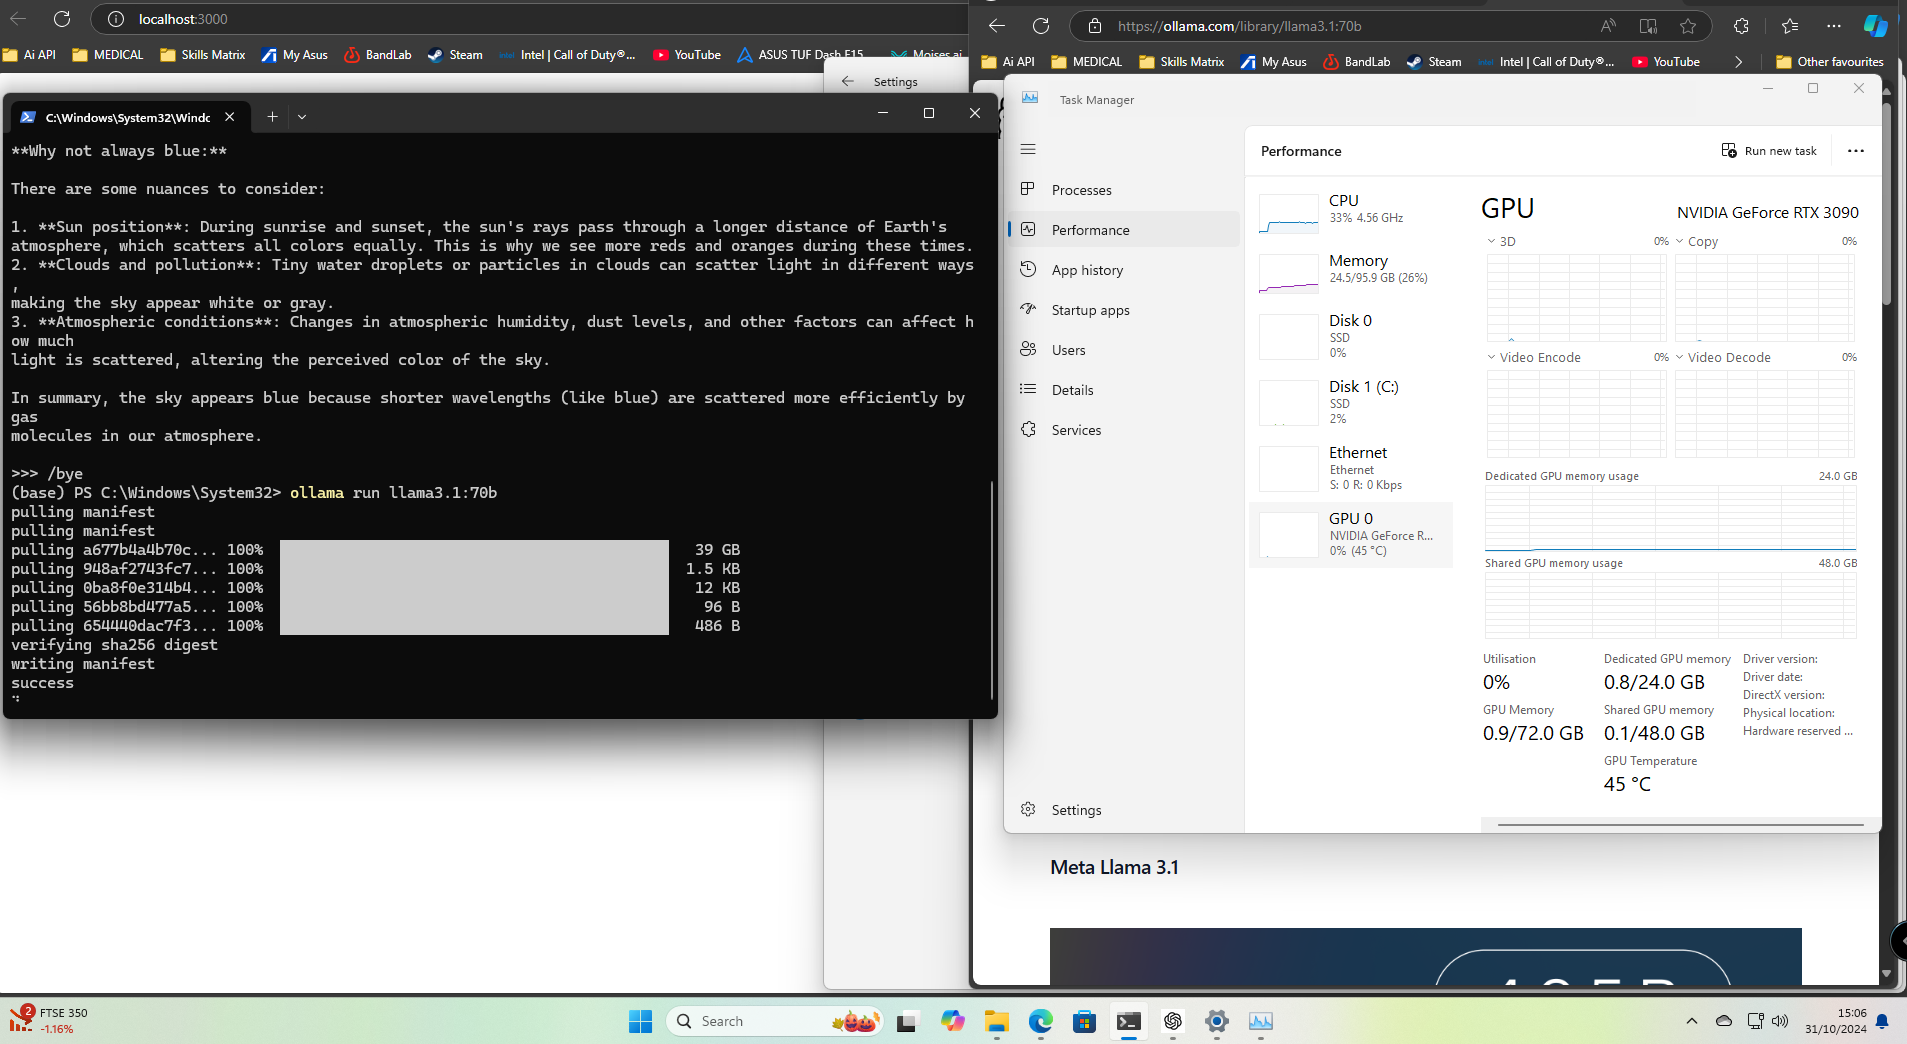 localhost:3000
Ai API
MEDICAL
Skills Matrix
My Asus
BandLab
Steam
Intel | Call of Duty®...
YouTube
ASUS TUF Dash F15
Moises ai
Settings
C:\Windows\System32\Windc
**Why not always blue:**
There are some nuances to consider:
1. **Sun position**: During sunrise and sunset, the sun's rays pass through a longer distance of Earth's
atmosphere, which scatters all colors equally. This is why we see more reds and oranges during these times.
2. **Clouds and pollution**: Tiny water droplets or particles in clouds can scatter light in different ways
,
making the sky appear white or gray.
3. **Atmospheric conditions**: Changes in atmospheric humidity, dust levels, and other factors can affect h
ow much
light is scattered, altering the perceived color of the sky.
In summary, the sky appears blue because shorter wavelengths (like blue) are scattered more efficiently by
gas
molecules in our atmosphere.
>>> /bye
(base) PS C:\Windows\System32> ollama run llama3.1:70b
pulling manifest
pulling manifest
pulling a677b4a4b70c... 100% 39 GB
pulling 948af2743fc7... 100% 1.5 KB
pulling 0ba8f0e314b4... 100% 12 KB
pulling 56bb8bd477a5... 100% 96 B
pulling 654440dac7f3... 100% 486 B
verifying sha256 digest
writing manifest
success
https://ollama.com/library/llama3.1:70b
Ai API
MEDICAL
Skills Matrix
My Asus
BandLab
Steam
Intel | Call of Duty®...
YouTube
Other favourites
Task Manager
Processes
Performance
App history
Startup apps
Users
Details
Services
Settings
Performance
Run new task
CPU
33% 4.56 GHz
Memory
24.5/95.9 GB (26%)
Disk 0
SSD
0%
Disk 1 (C:)
SSD
2%
Ethernet
Ethernet
S: 0 R: 0 Kbps
GPU 0
NVIDIA GeForce R...
0% (45 °C)
GPU
NVIDIA GeForce RTX 3090
3D 0%
Copy 0%
Video Encode 0%
Video Decode 0%
Dedicated GPU memory usage 24.0 GB
Shared GPU memory usage 48.0 GB
Utilisation
0%
GPU Memory
0.9/72.0 GB
Dedicated GPU memory
0.8/24.0 GB
Shared GPU memory
0.1/48.0 GB
GPU Temperature
45 °C
Driver version:
Driver date:
DirectX version:
Physical location:
Hardware reserved ...
Meta Llama 3.1
2
FTSE 350
-1.16%
Search
15:06
31/10/2024